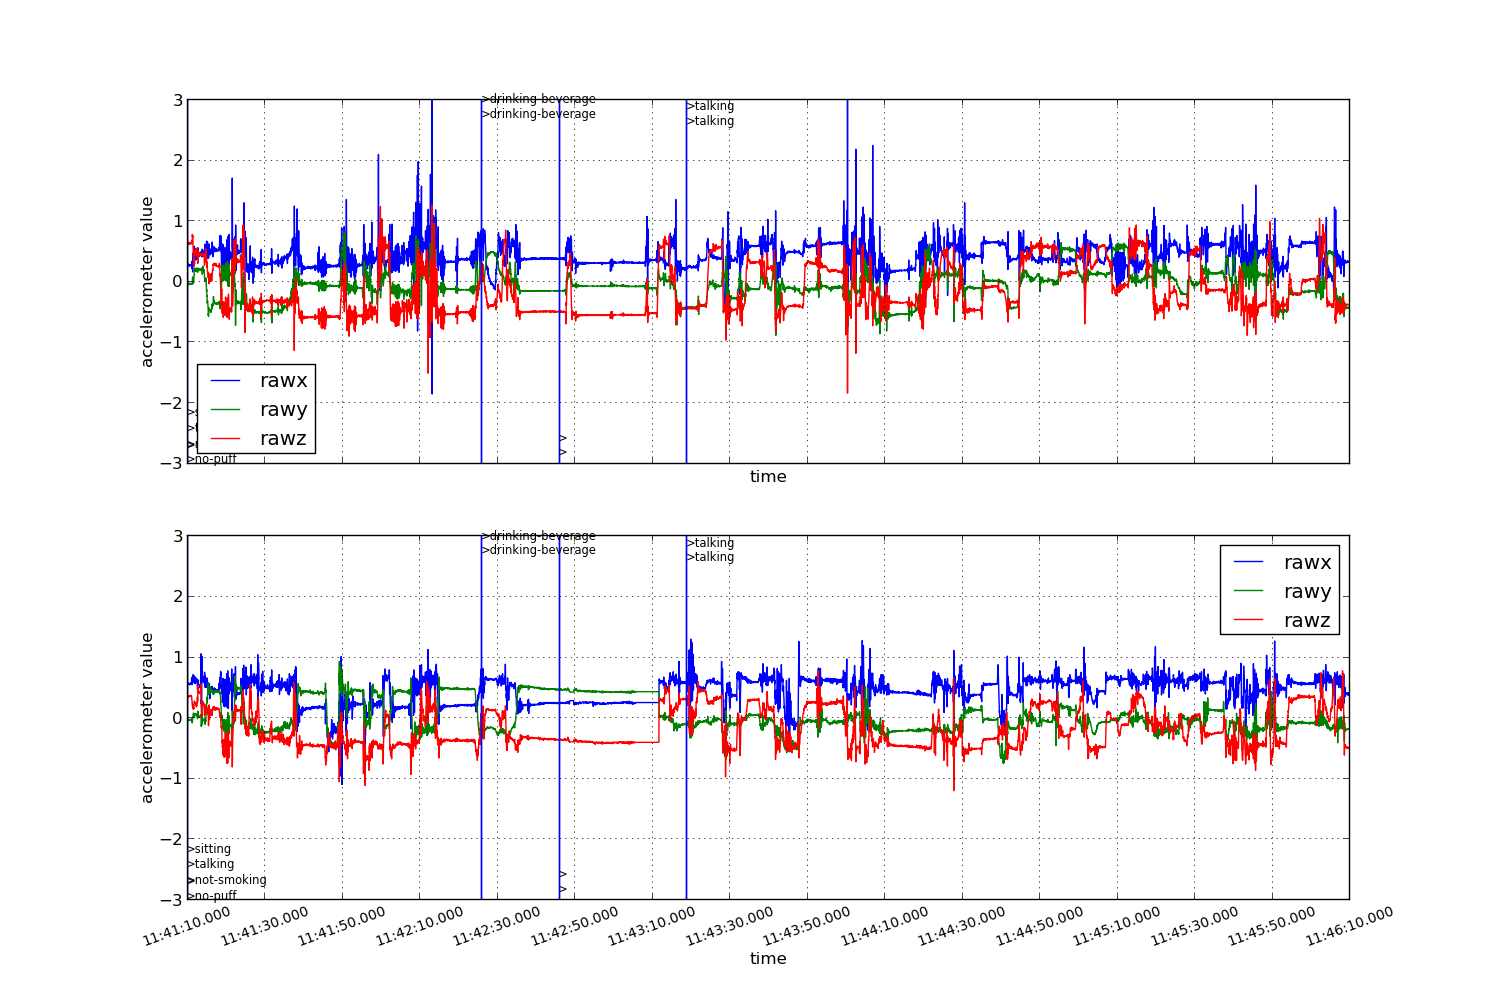 3
>drinking-beverage
>drinking-beverage
>talking
>talking
2
1
0
−1
−2
−3
accelerometer value
rawx
rawy
rawz
>
>
>no-puff
time
3
>drinking-beverage
>drinking-beverage
>talking
>talking
2
1
0
−1
−2
−3
accelerometer value
rawx
rawy
rawz
>sitting
>talking
>not-smoking
>no-puff
>
>
11:41:10.000 11:41:30.000 11:41:50.000 11:42:10.000 11:42:30.000 11:42:50.000 11:43:10.000 11:43:30.000 11:43:50.000 11:44:10.000 11:44:30.000 11:44:50.000 11:45:10.000 11:45:30.000 11:45:50.000 11:46:10.000
time